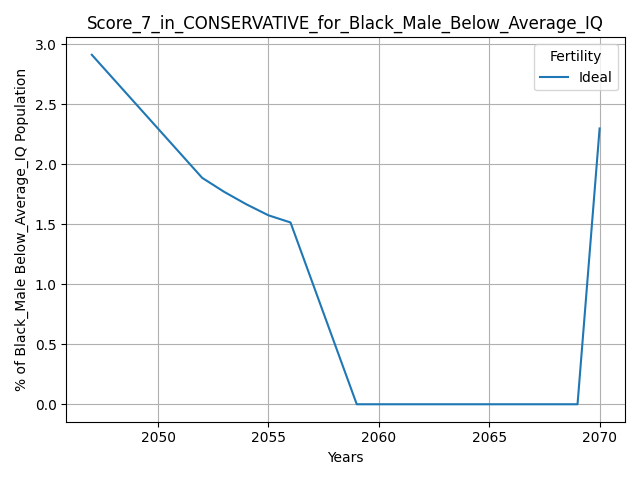 Score_7_in_CONSERVATIVE_for_Black_Male_Below_Average_IQ
Fertility
Ideal
% of Black_Male Below_Average_IQ Population
3.0
2.5
2.0
1.5
1.0
0.5
0.0
2050
2055
2060
2065
2070
Years